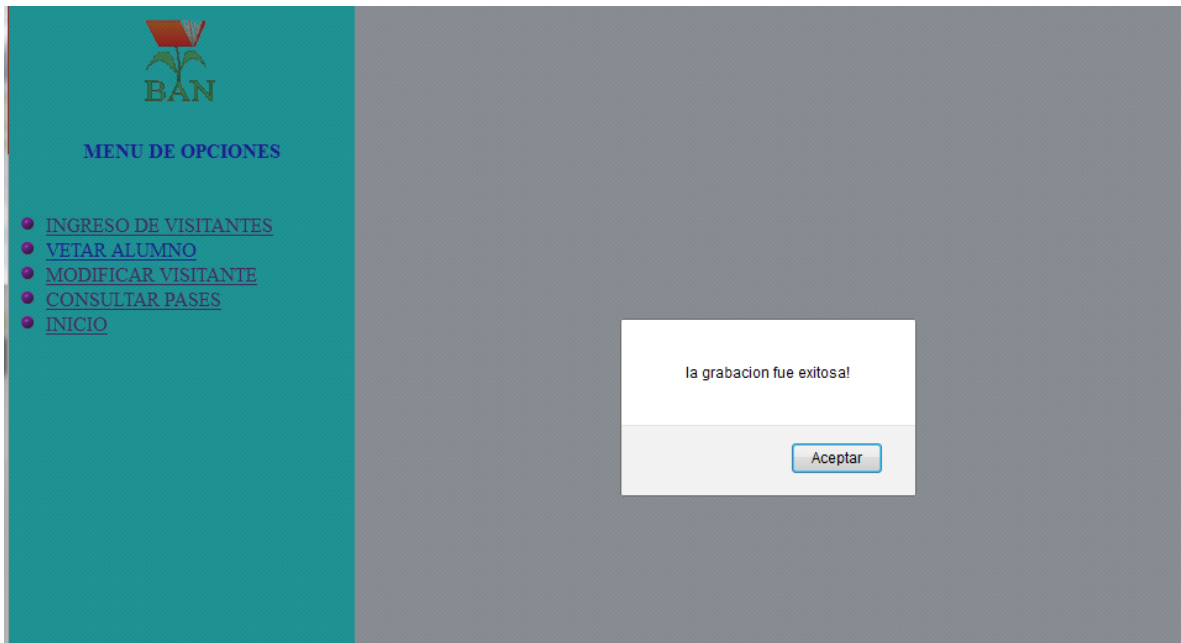 BAN
MENU DE OPCIONES
INGRESO DE VISITANTES
VETAR ALUMNO
MODIFICAR VISITANTE
CONSULTAR PASES
INICIO
la grabacion fue exitosa!
Aceptar